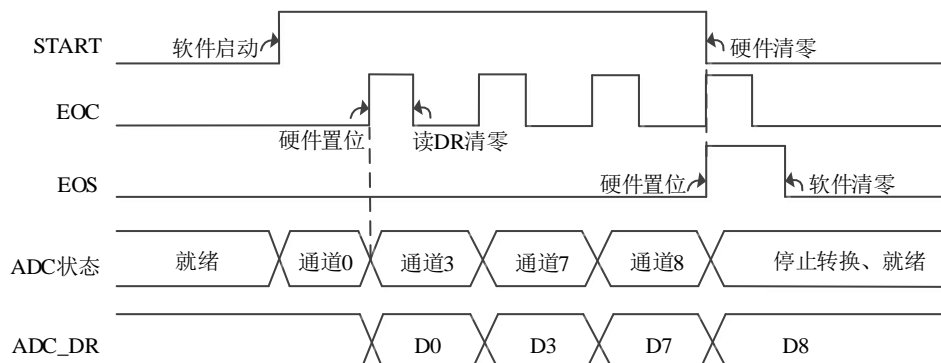 START 软件启动 硬件清零
EOC 硬件置位 读DR清零
EOS 硬件置位 软件清零
ADC状态 就绪 通道0 通道3 通道7 通道8 停止转换、就绪
ADC_DR D0 D3 D7 D8